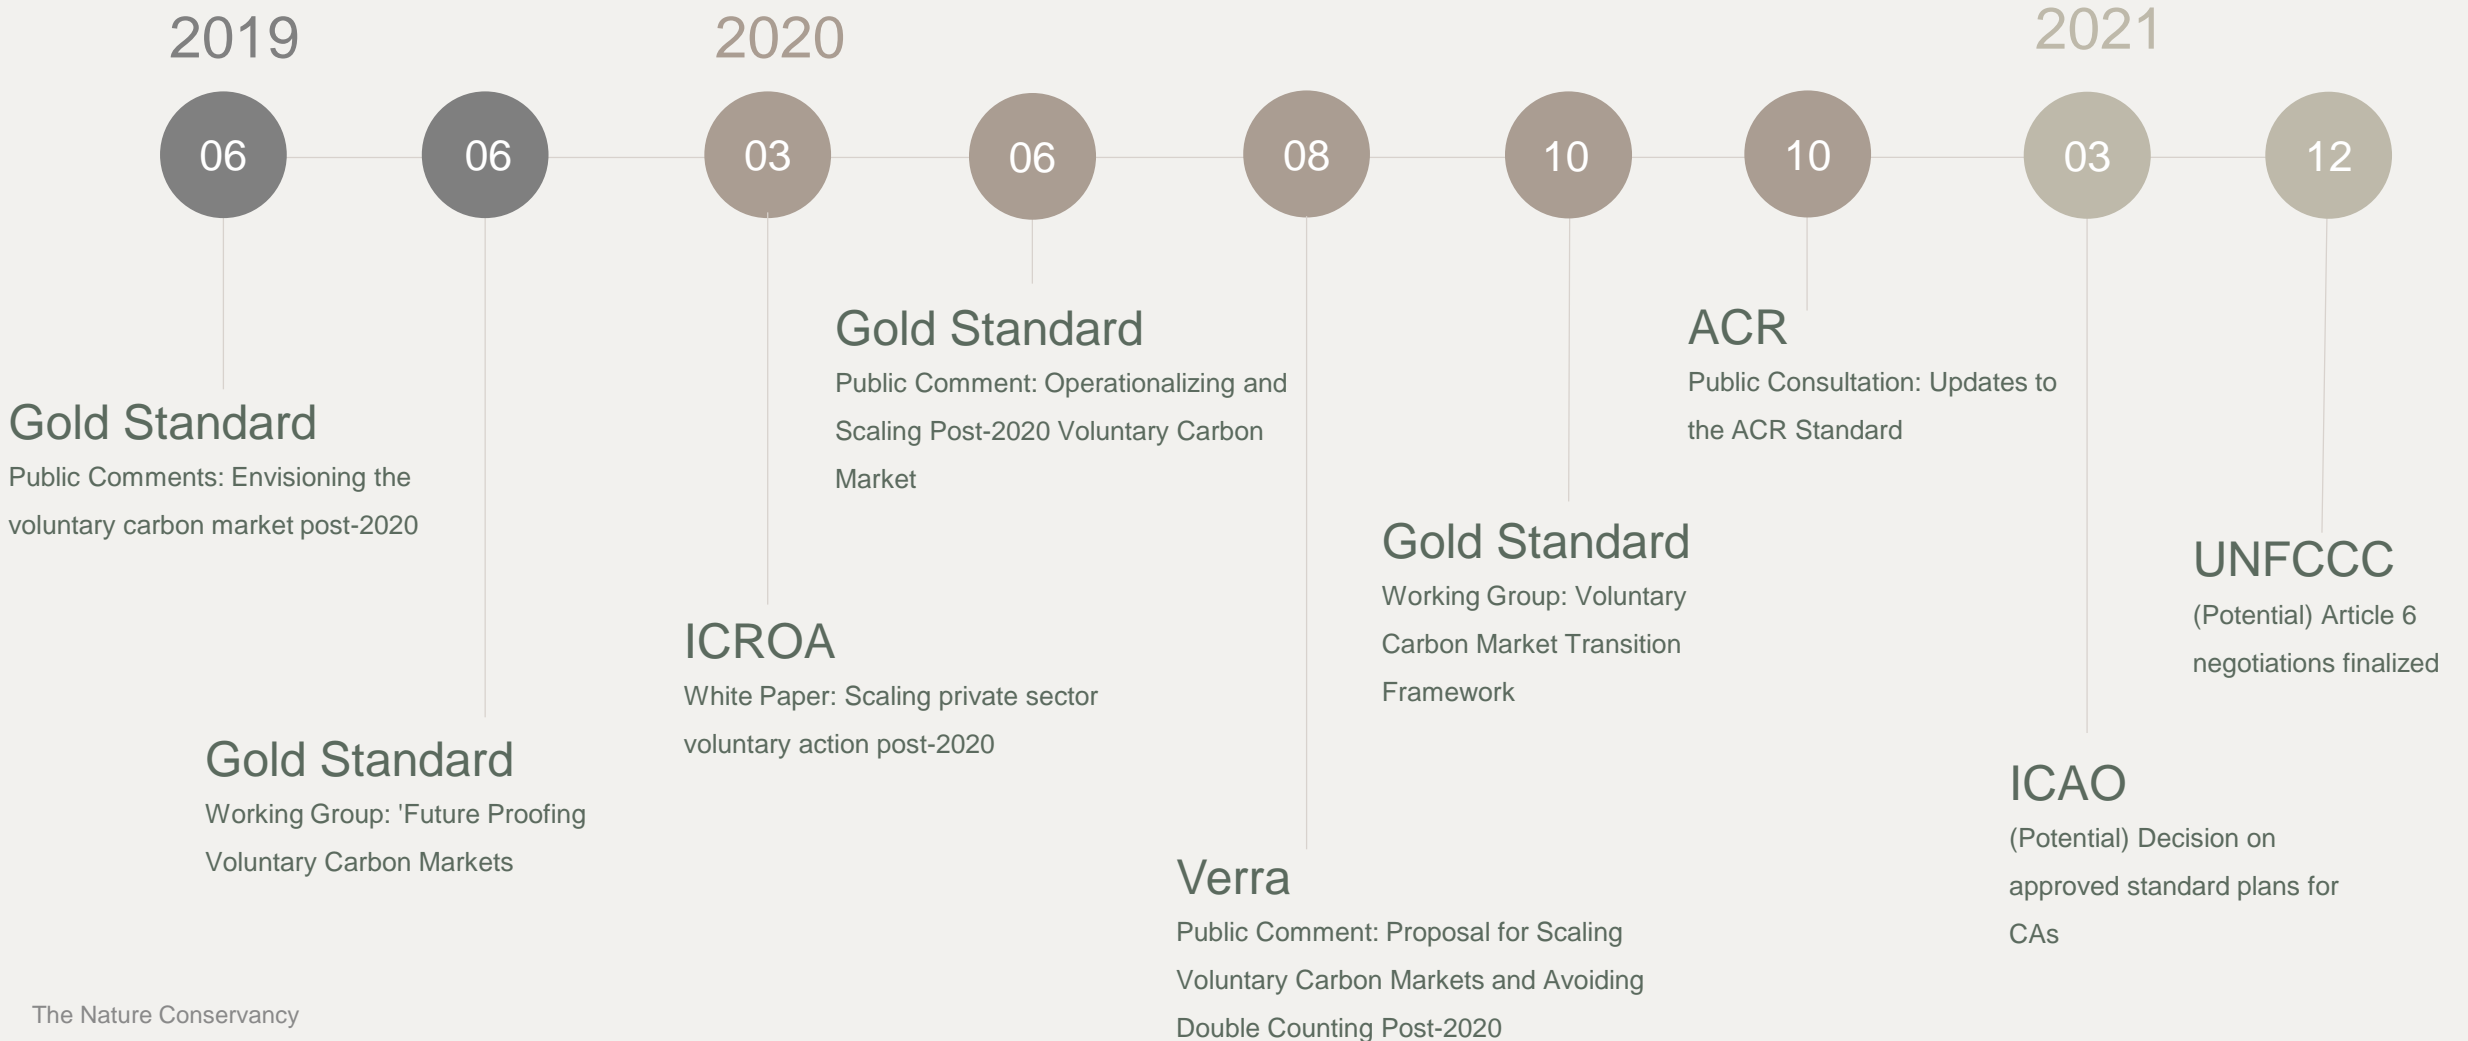 2019
2020
2021
06
06
03
06
08
10
10
03
12
Gold Standard
Public Comments: Envisioning the
voluntary carbon market post-2020
Gold Standard
Working Group: 'Future Proofing
Voluntary Carbon Markets
ICROA
White Paper: Scaling private sector
voluntary action post-2020
Gold Standard
Public Comment: Operationalizing and
Scaling Post-2020 Voluntary Carbon
Market
Verra
Public Comment: Proposal for Scaling
Voluntary Carbon Markets and Avoiding
Double Counting Post-2020
Gold Standard
Working Group: Voluntary
Carbon Market Transition
Framework
ACR
Public Consultation: Updates to
the ACR Standard
ICAO
(Potential) Decision on
approved standard plans for
CAs
UNFCCC
(Potential) Article 6
negotiations finalized
The Nature Conservancy